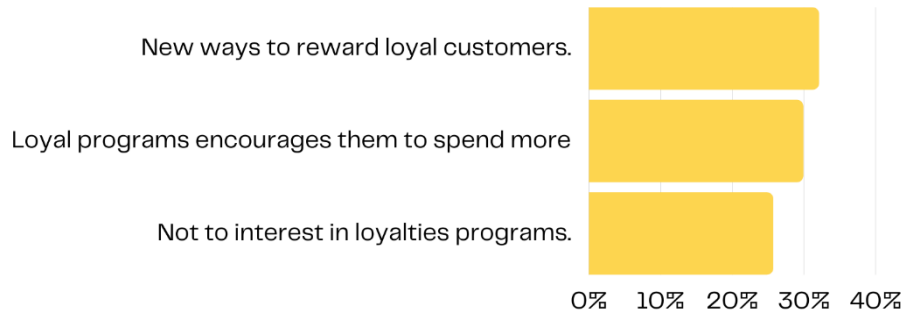 New ways to reward loyal customers.
Loyal programs encourages them to spend more
Not to interest in loyalties programs.
0% 10% 20% 30% 40%